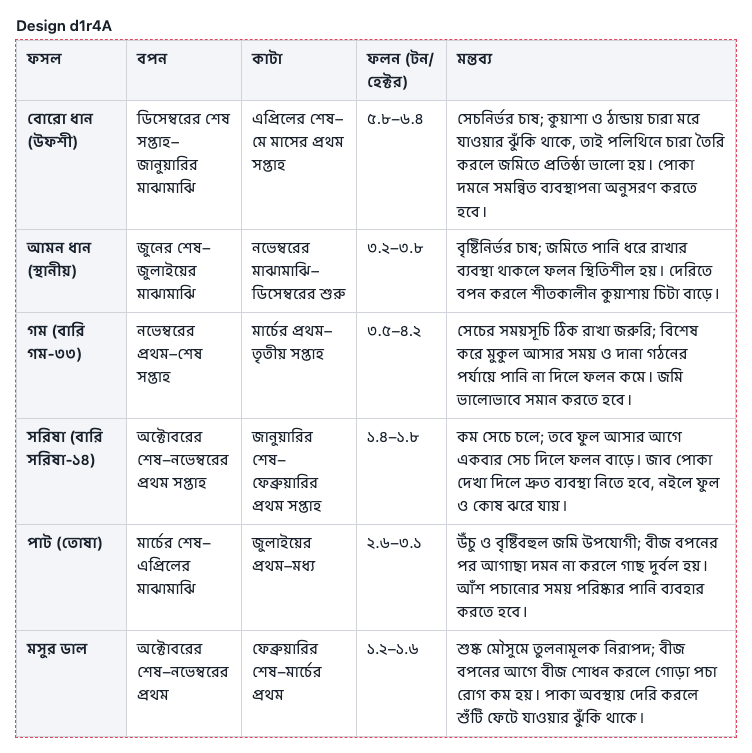 Design d1r4A
ফসল
বপন
কাটা
ফলন (টন/
হেক্টর)
মন্তব্য
বোরো ধান
(উফশী)
ডিসেম্বরের শেষ
সপ্তাহ–
জানুয়ারির
মাঝামাঝি
এপ্রিলের শেষ–
মে মাসের প্রথম
সপ্তাহ
৫.৮–৬.৪
সেচনির্ভর চাষ; কুয়াশা ও ঠান্ডায় চারা মরে
যাওয়ার ঝুঁকি থাকে, তাই পলিথিনে চারা তৈরি
করলে জমিতে প্রতিষ্ঠা ভালো হয়। পোকা
দমনে সমন্বিত ব্যবস্থাপনা অনুসরণ করতে
হবে।
আমন ধান
(স্থানীয়)
জুনের শেষ–
জুলাইয়ের
মাঝামাঝি
নভেম্বরের
মাঝামাঝি–
ডিসেম্বরের শুরু
৩.২–৩.৮
বৃষ্টিনির্ভর চাষ; জমিতে পানি ধরে রাখার
ব্যবস্থা থাকলে ফলন স্থিতিশীল হয়। দেরিতে
বপন করলে শীতকালীন কুয়াশায় চিটা বাড়ে।
গম (বারি
গম-৩৩)
নভেম্বরের
প্রথম–শেষ
সপ্তাহ
মার্চের প্রথম–
তৃতীয় সপ্তাহ
৩.৫–৪.২
সেচের সময়সূচি ঠিক রাখা জরুরি; বিশেষ
করে মুকুল আসার সময় ও দানা গঠনের
পর্যায়ে পানি না দিলে ফলন কমে। জমি
ভালোভাবে সমান করতে হবে।
সরিষা (বারি
সরিষা-১৪)
অক্টোবরের
শেষ–নভেম্বরের
প্রথম সপ্তাহ
জানুয়ারির
শেষ–
ফেব্রুয়ারির
প্রথম সপ্তাহ
১.৪–১.৮
কম সেচে চলে; তবে ফুল আসার আগে
একবার সেচ দিলে ফলন বাড়ে। জাব পোকা
দেখা দিলে দ্রুত ব্যবস্থা নিতে হবে, নইলে ফুল
ও কোষ ঝরে যায়।
পাট (তোষা)
মার্চের শেষ–
এপ্রিলের
মাঝামাঝি
জুলাইয়ের
প্রথম–মধ্য
২.৬–৩.১
উঁচু ও বৃষ্টিবহুল জমি উপযোগী; বীজ বপনের
পর আগাছা দমন না করলে গাছ দুর্বল হয়।
আঁশ পচানোর সময় পরিষ্কার পানি ব্যবহার
করতে হবে।
মসুর ডাল
অক্টোবরের
শেষ–নভেম্বরের
প্রথম
ফেব্রুয়ারির
শেষ–মার্চের
প্রথম
১.২–১.৬
শুষ্ক মৌসুমে তুলনামূলক নিরাপদ; বীজ
বপনের আগে বীজ শোধন করলে গোড়া পচা
রোগ কম হয়। পাকা অবস্থায় দেরি করলে
শুঁটি ফেটে যাওয়ার ঝুঁকি থাকে।